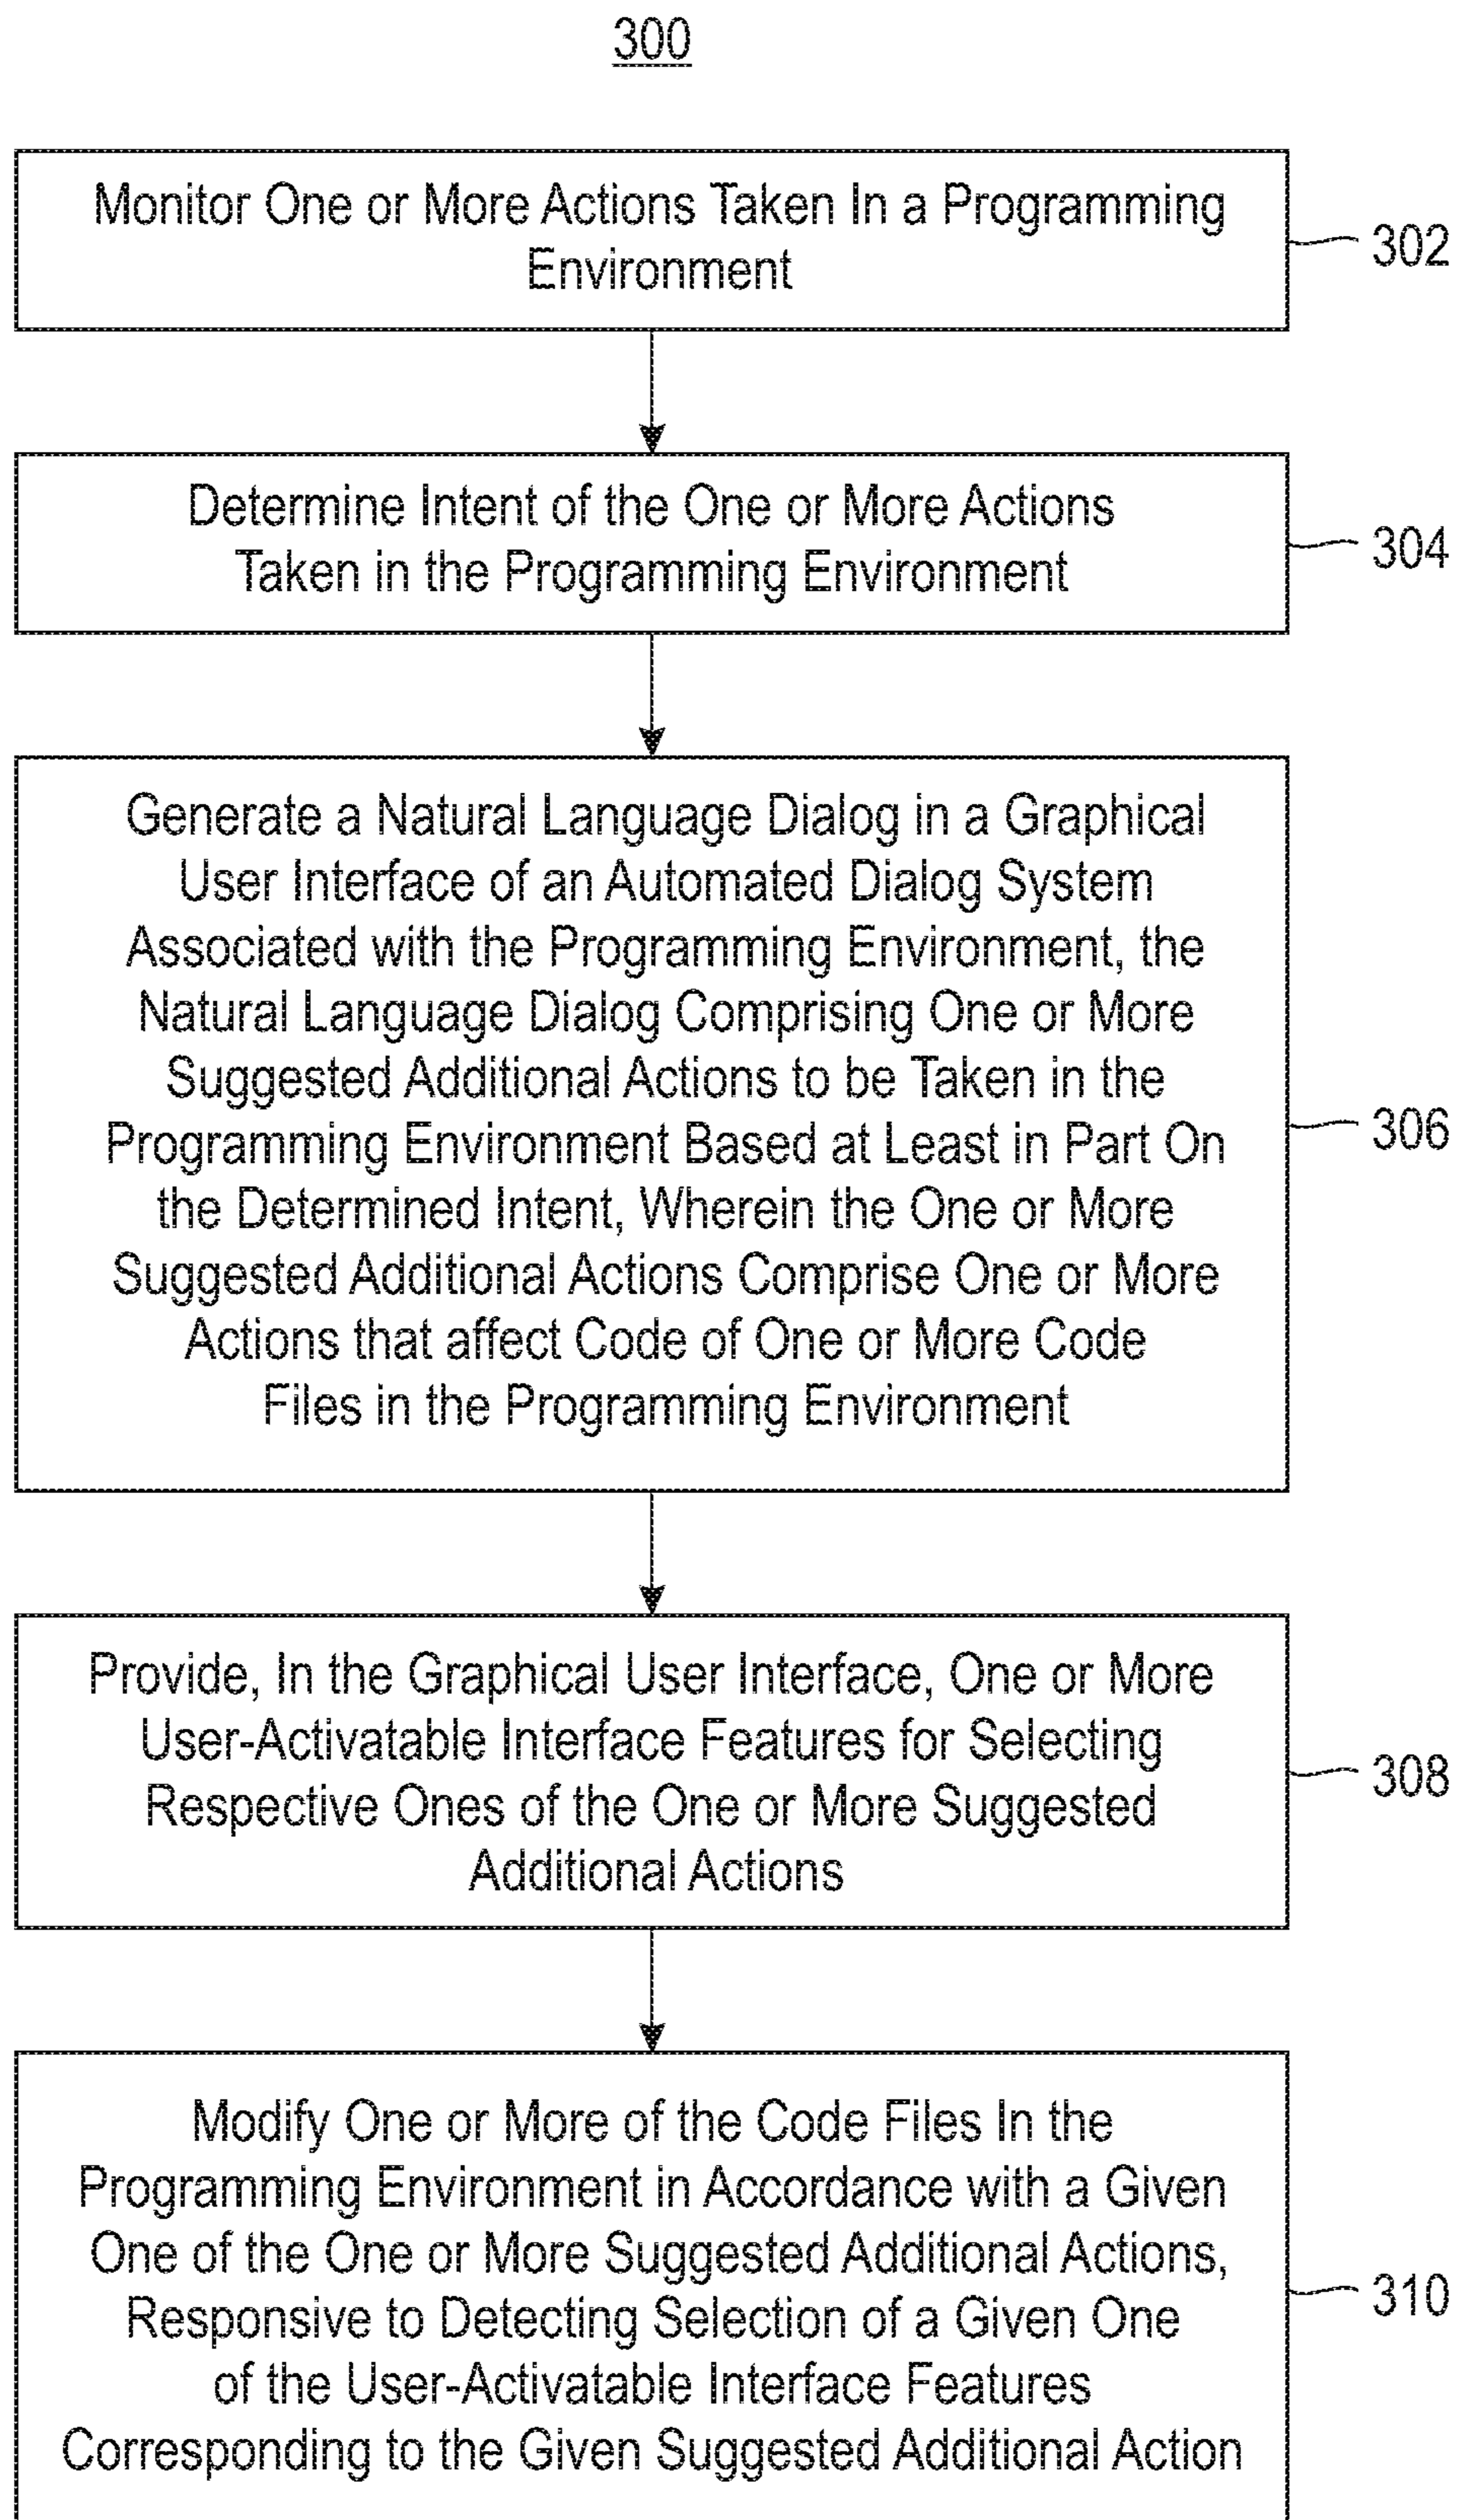 300
Monitor One or More Actions Taken In a Programming
Environment
302
Determine Intent of the One or More Actions
Taken in the Programming Environment
304
Generate a Natural Language Dialog in a Graphical
User Interface of an Automated Dialog System
Associated with the Programming Environment, the
Natural Language Dialog Comprising One or More
Suggested Additional Actions to be Taken in the
Programming Environment Based at Least in Part On
the Determined Intent, Wherein the One or More
Suggested Additional Actions Comprise One or More
Actions that affect Code of One or More Code
Files in the Programming Environment
306
Provide, In the Graphical User Interface, One or More
User-Activatable Interface Features for Selecting
Respective Ones of the One or More Suggested
Additional Actions
308
Modify One or More of the Code Files In the
Programming Environment in Accordance with a Given
One of the One or More Suggested Additional Actions,
Responsive to Detecting Selection of a Given One
of the User-Activatable Interface Features
Corresponding to the Given Suggested Additional Action
310